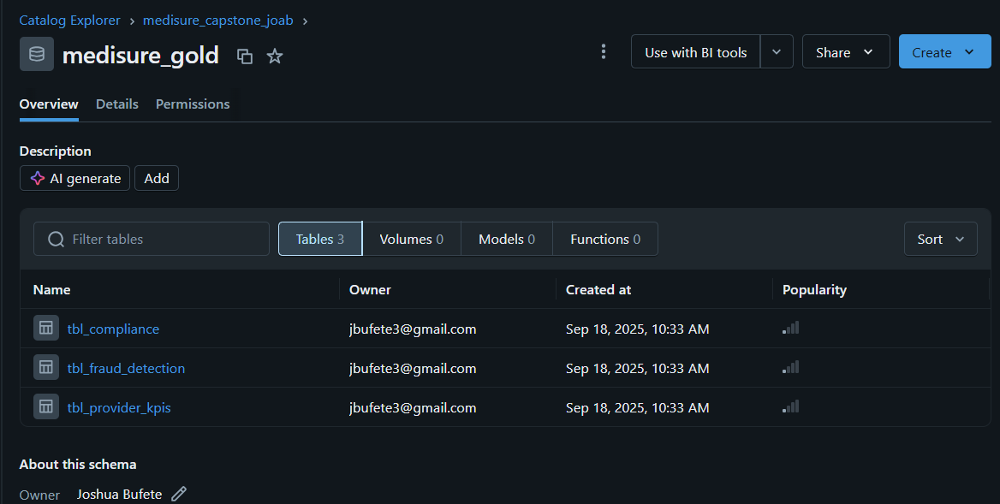 Catalog Explorer > medisure_capstone_joab >
medisure_gold
Use with BI tools
Share
Create
Overview Details Permissions
Description
AI generate Add
Filter tables Tables 3 Volumes 0 Models 0 Functions 0 Sort
Name Owner Created at Popularity
tbl_compliance jbufete3@gmail.com Sep 18, 2025, 10:33 AM
tbl_fraud_detection jbufete3@gmail.com Sep 18, 2025, 10:33 AM
tbl_provider_kpis jbufete3@gmail.com Sep 18, 2025, 10:33 AM
About this schema
Owner Joshua Bufete